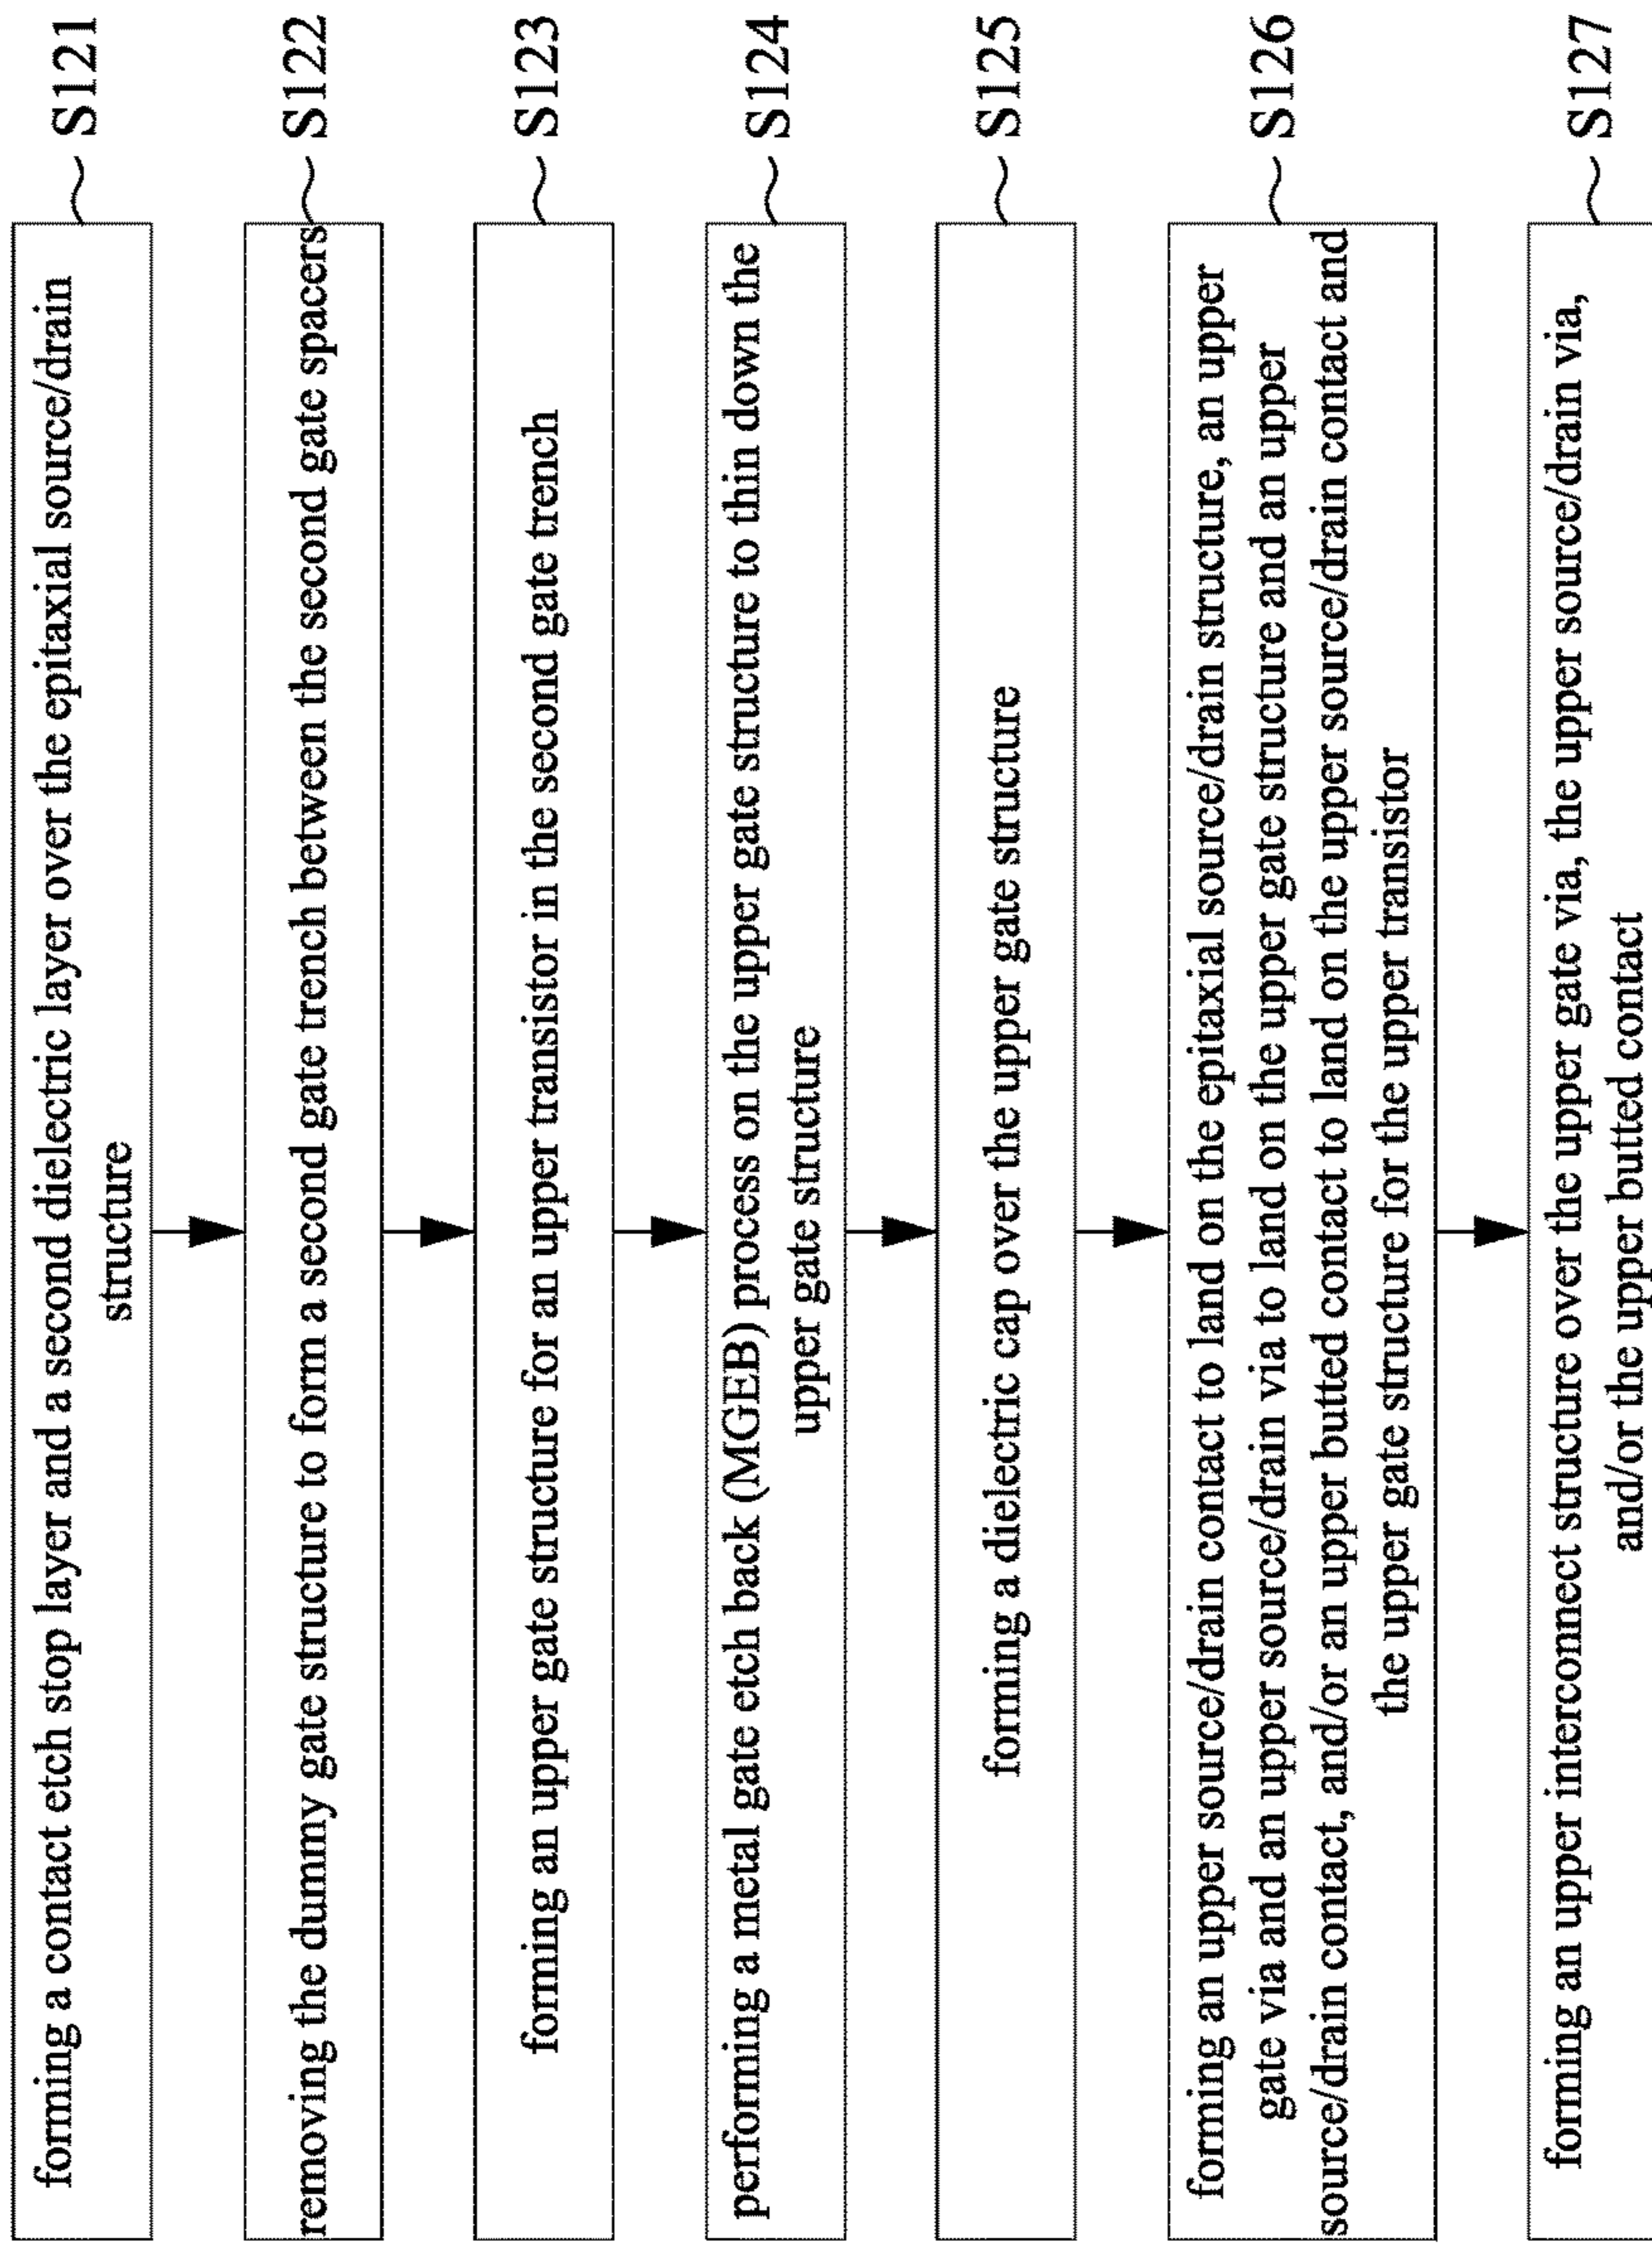 forming a contact etch stop layer and a second dielectric layer over the epitaxial source/drain
structure
S121
removing the dummy gate structure to form a second gate trench between the second gate spacers
S122
forming an upper gate structure for an upper transistor in the second gate trench
S123
performing a metal gate etch back (MGEB) process on the upper gate structure to thin down the
upper gate structure
S124
forming a dielectric cap over the upper gate structure
S125
forming an upper source/drain contact to land on the epitaxial source/drain structure, an upper
gate via and an upper source/drain via to land on the upper gate structure and an upper
source/drain contact, and/or an upper butted contact to land on the upper source/drain contact and
the upper gate structure for the upper transistor
S126
forming an upper interconnect structure over the upper gate via, the upper source/drain via,
and/or the upper butted contact
S127